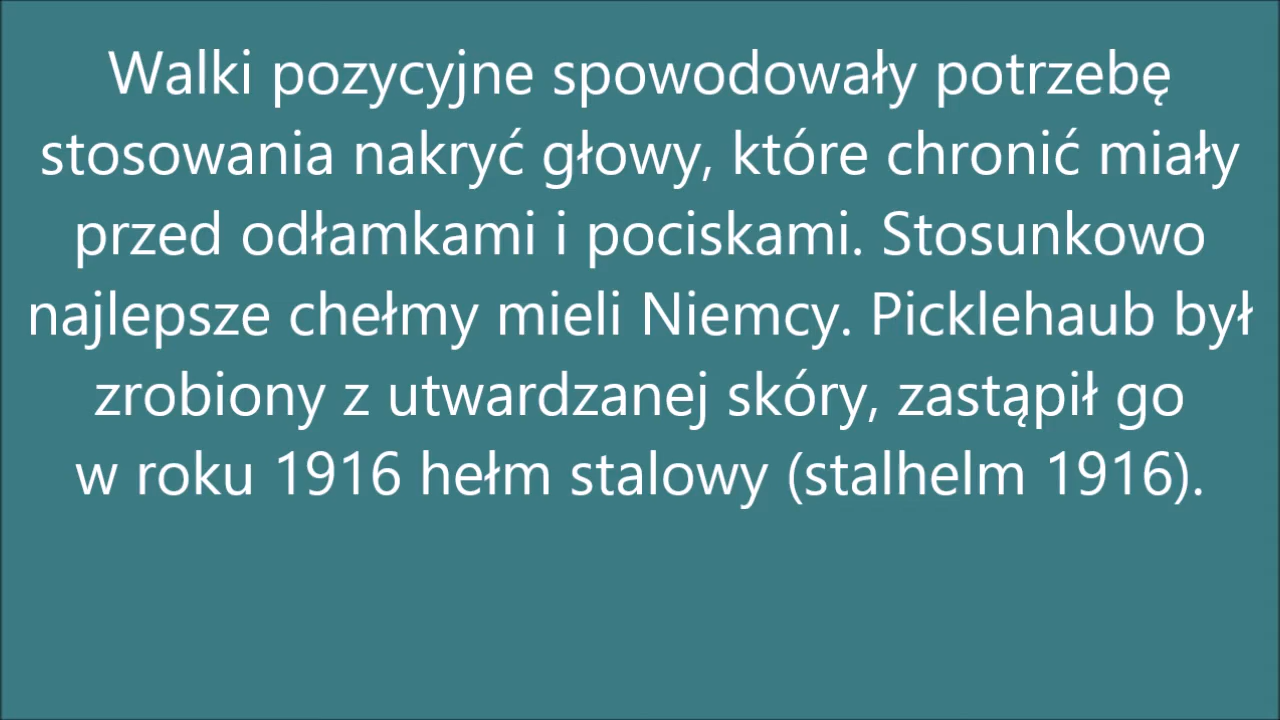 Walki pozycyjne spowodowały potrzebę
stosowania nakryć głowy, które chronić miały
przed odłamkami i pociskami. Stosunkowo
najlepsze chełmy mieli Niemcy. Picklehaub był
zrobiony z utwardzanej skóry, zastąpił go
w roku 1916 hełm stalowy (stalhelm 1916).